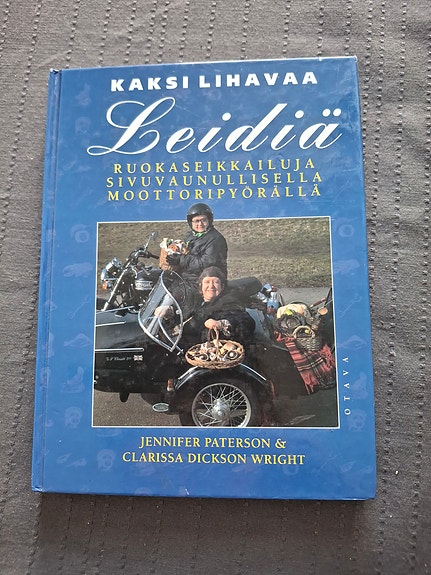 KAKSI LIHAVAA
Leidiä
RUOKASEIKKAILUJA
SIVUVAUNULLISELLA
MOOTTORIPYÖRÄLLÄ
OTAVA
JENNIFER PATERSON &
CLARISSA DICKSON WRIGHT